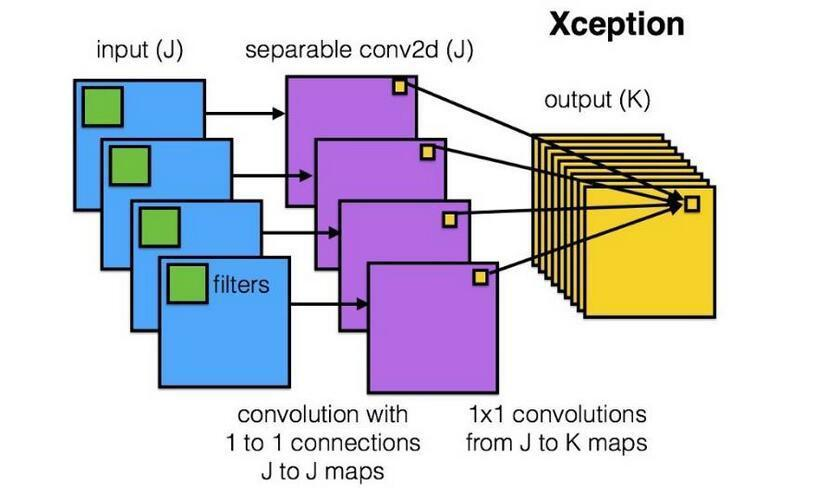 Xception
input (J)
separable conv2d (J)
output (K)
filters
convolution with
1 to 1 connections
J to J maps
1x1 convolutions
from J to K maps